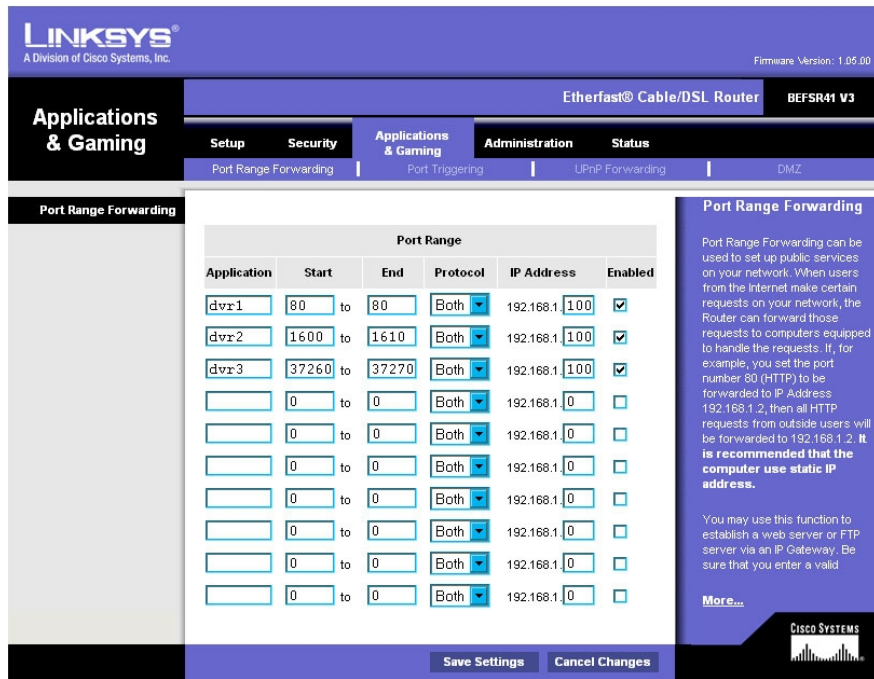 LINKSYS®
A Division of Cisco Systems, Inc.
Firmware Version: 1.05.00
Etherfast® Cable/DSL Router BEFSR41 V3
Applications & Gaming
Setup Security Applications & Gaming Administration Status
Port Range Forwarding Port Triggering UPnP Forwarding DMZ
Port Range Forwarding
Port Range
Application Start End Protocol IP Address Enabled
dvr1 80 to 80 Both 192.168.1. 100
dvr2 1600 to 1610 Both 192.168.1. 100
dvr3 37260 to 37270 Both 192.168.1. 100
0 to 0 Both 192.168.1. 0
0 to 0 Both 192.168.1. 0
0 to 0 Both 192.168.1. 0
0 to 0 Both 192.168.1. 0
0 to 0 Both 192.168.1. 0
0 to 0 Both 192.168.1. 0
0 to 0 Both 192.168.1. 0
Port Range Forwarding
Port Range Forwarding can be
used to set up public services
on your network. When users
from the Internet make certain
requests on your network, the
Router can forward those
requests to computers equipped
to handle the requests. If, for
example, you set the port
number 80 (HTTP) to be
forwarded to IP Address
192.168.1.2, then all HTTP
requests from outside users will
be forwarded to 192.168.1.2. It
is recommended that the
computer use static IP
address.
You may use this function to
establish a web server or FTP
server via an IP Gateway. Be
sure that you enter a valid
More...
Save Settings Cancel Changes
CISCO SYSTEMS